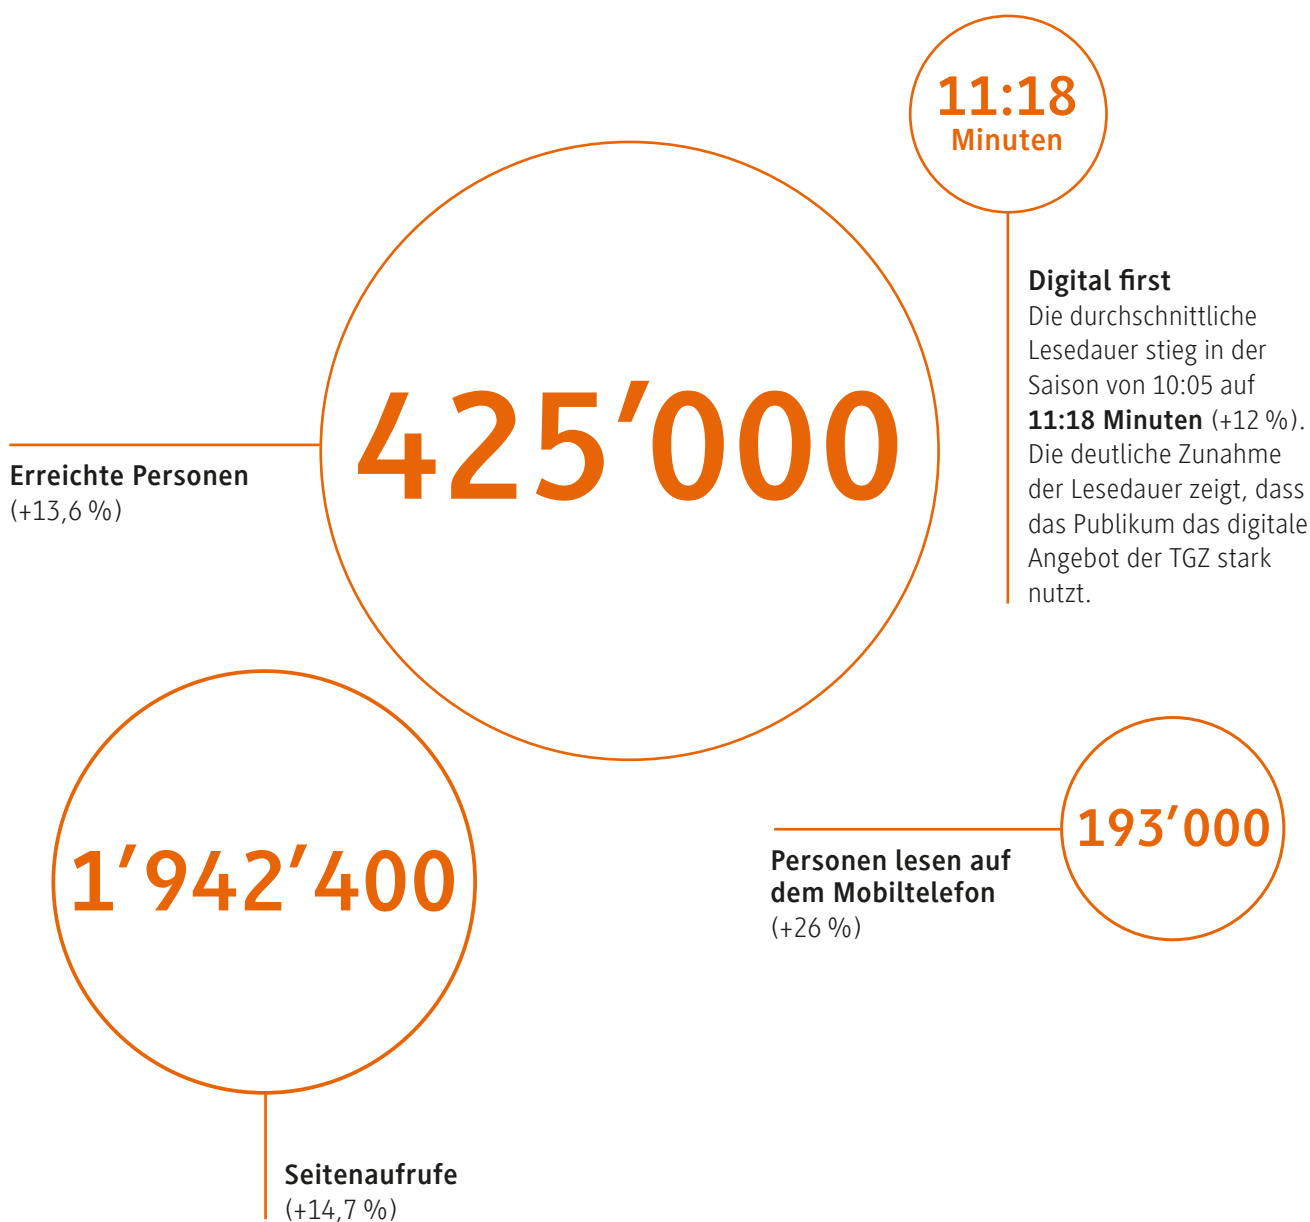 11:18
Minuten
Digital first
Die durchschnittliche
Lesedauer stieg in der
Saison von 10:05 auf
11:18 Minuten (+12 %).
Die deutliche Zunahme
der Lesedauer zeigt, dass
das Publikum das digitale
Angebot der TGZ stark
nutzt.
425’000
Erreichte Personen
(+13,6 %)
1’942’400
Seitenaufrufe
(+14,7 %)
193’000
Personen lesen auf
dem Mobiltelefon
(+26 %)